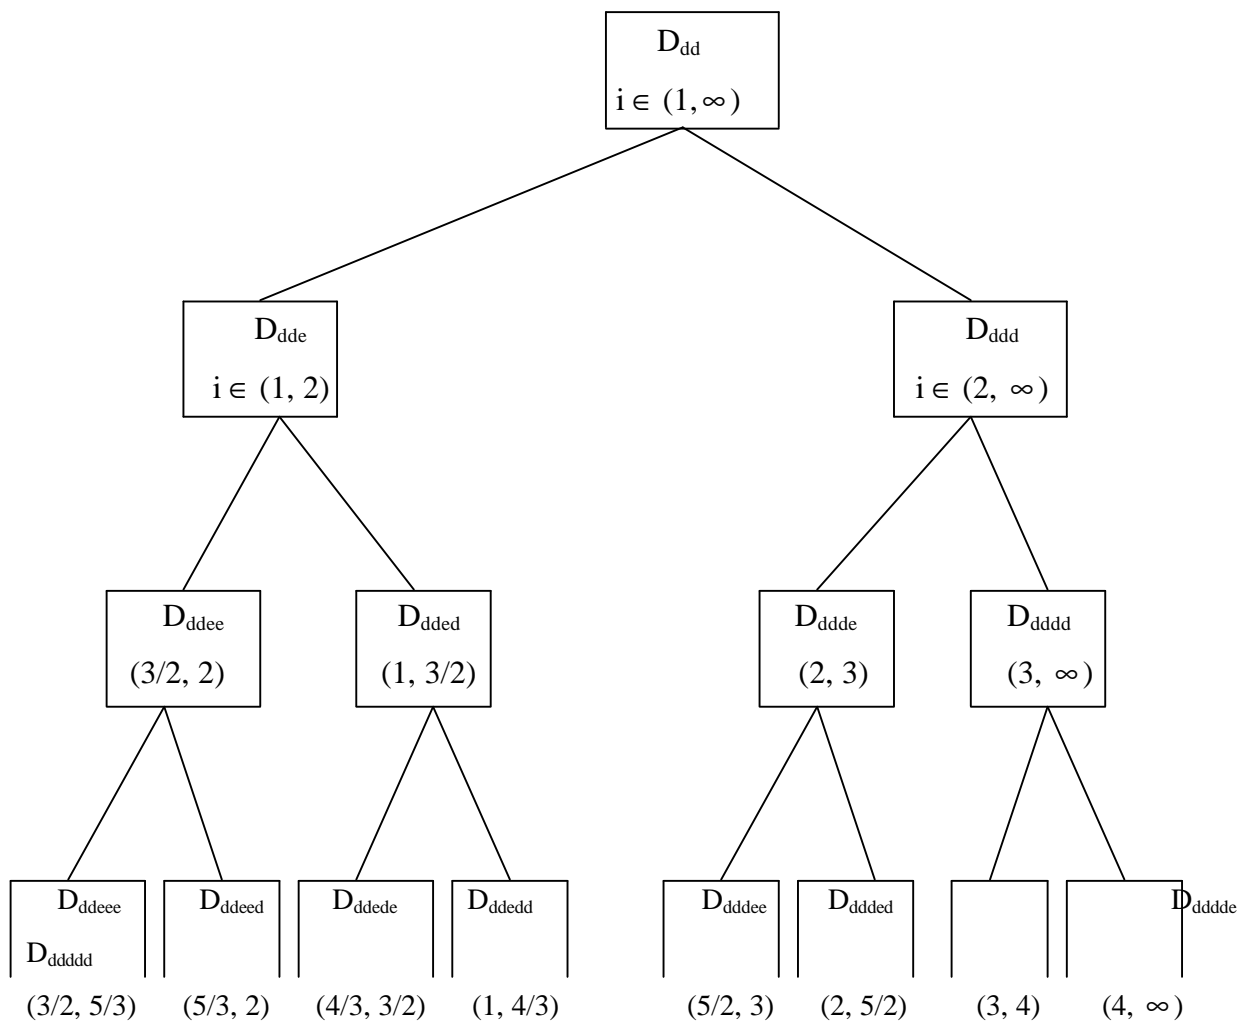 D_dd
i ∈ (1, ∞)
D_dde D_ddd
i ∈ (1, 2) i ∈ (2, ∞)
D_ddee D_dded D_ddde D_dddd
(3/2, 2) (1, 3/2) (2, 3) (3, ∞)
D_ddeee D_ddeed D_ddede D_ddedd D_dddee D_ddded D_dddde
D_ddddd
(3/2, 5/3) (5/3, 2) (4/3, 3/2) (1, 4/3) (5/2, 3) (2, 5/2) (3, 4) (4, ∞)